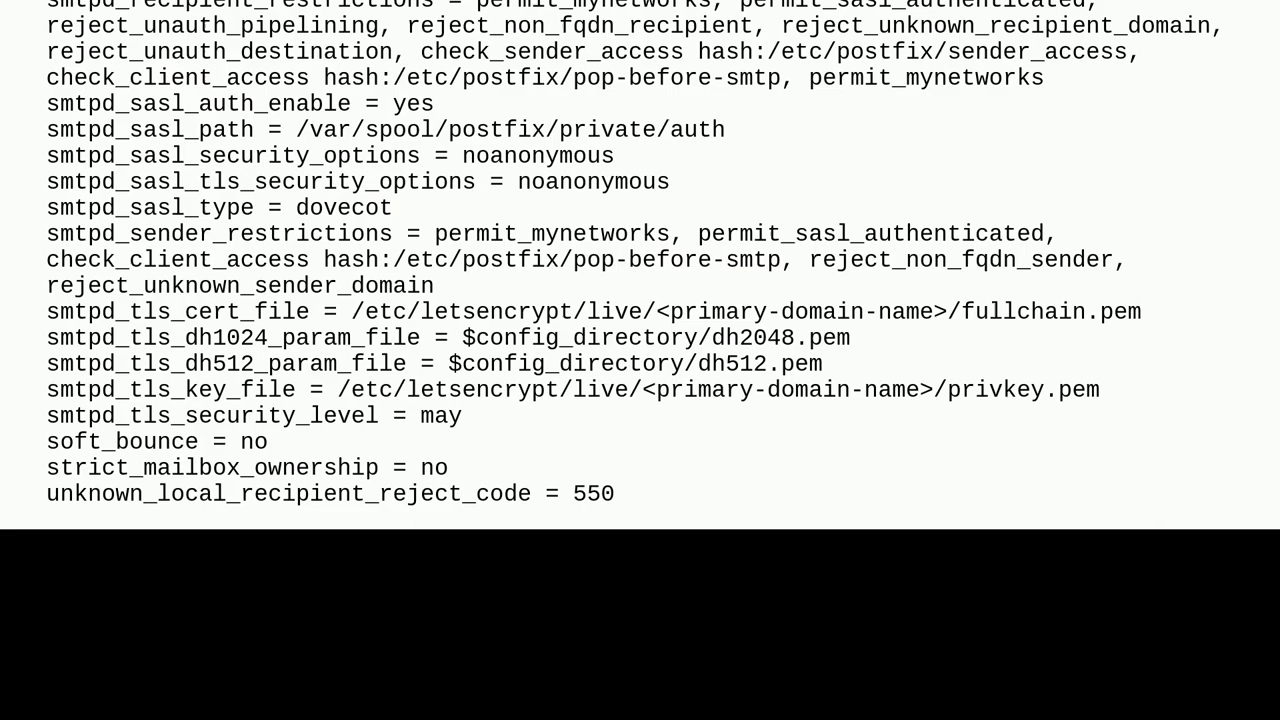 smtpd_recipient_restrictions = permit_mynetworks, permit_sasl_authenticated,
reject_unauth_pipelining, reject_non_fqdn_recipient, reject_unknown_recipient_domain,
reject_unauth_destination, check_sender_access hash:/etc/postfix/sender_access,
check_client_access hash:/etc/postfix/pop-before-smtp, permit_mynetworks
smtpd_sasl_auth_enable = yes
smtpd_sasl_path = /var/spool/postfix/private/auth
smtpd_sasl_security_options = noanonymous
smtpd_sasl_tls_security_options = noanonymous
smtpd_sasl_type = dovecot
smtpd_sender_restrictions = permit_mynetworks, permit_sasl_authenticated,
check_client_access hash:/etc/postfix/pop-before-smtp, reject_non_fqdn_sender,
reject_unknown_sender_domain
smtpd_tls_cert_file = /etc/letsencrypt/live/<primary-domain-name>/fullchain.pem
smtpd_tls_dh1024_param_file = $config_directory/dh2048.pem
smtpd_tls_dh512_param_file = $config_directory/dh512.pem
smtpd_tls_key_file = /etc/letsencrypt/live/<primary-domain-name>/privkey.pem
smtpd_tls_security_level = may
soft_bounce = no
strict_mailbox_ownership = no
unknown_local_recipient_reject_code = 550